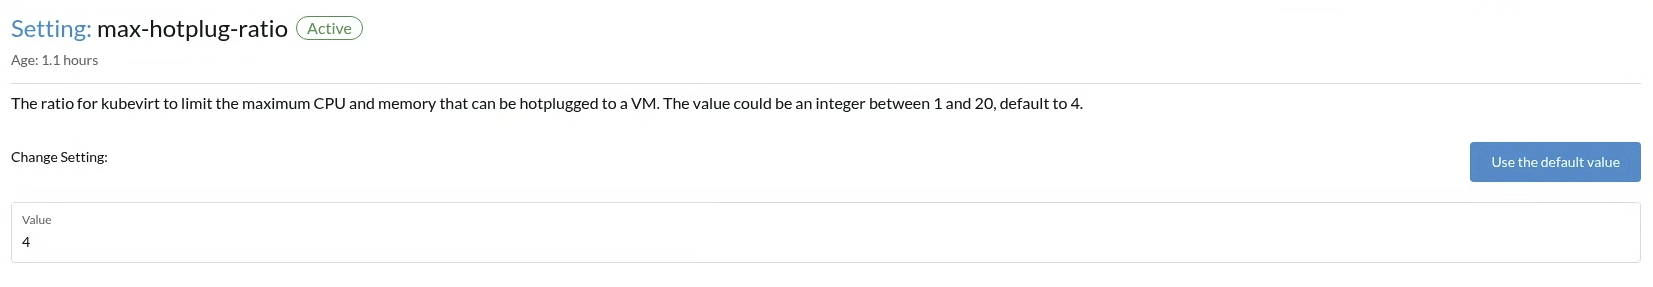 Setting: max-hotplug-ratio Active
Age: 1.1 hours
The ratio for kubevirt to limit the maximum CPU and memory that can be hotplugged to a VM. The value could be an integer between 1 and 20, default to 4.
Change Setting:
Use the default value
Value
4